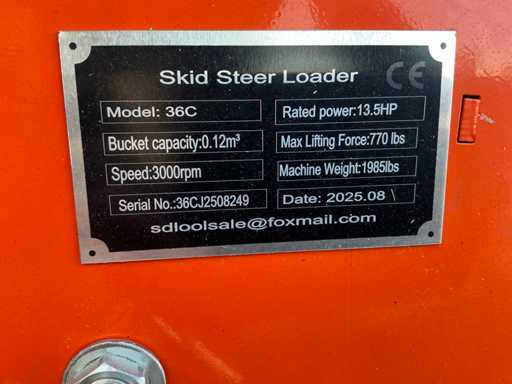 Skid Steer Loader CE
Model: 36C
Rated power:13.5HP
Bucket capacity:0.12m³
Max Lifting Force:770 lbs
Speed:3000rpm
Machine Weight:1985lbs
Serial No.:36CJ2508249
Date: 2025.08
sdloolsale@foxmail.com